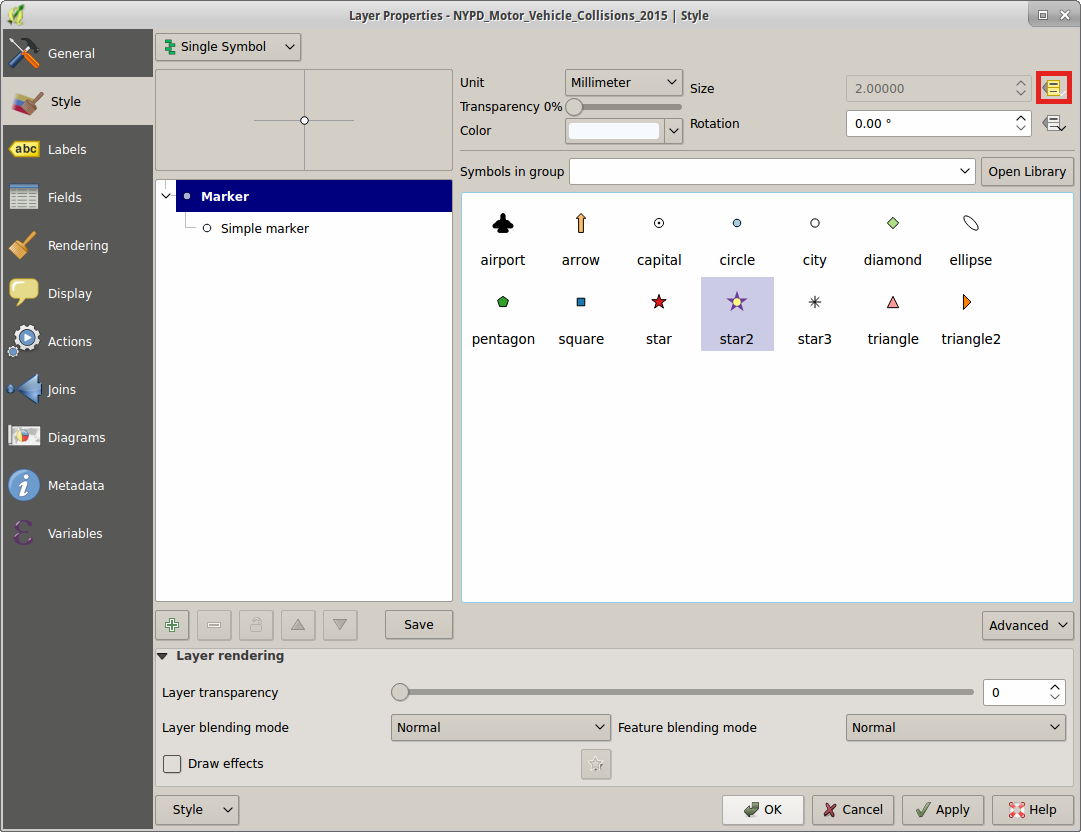 Layer Properties - NYPD_Motor_Vehicle_Collisions_2015 | Style
General
Style
abc Labels
Fields
Rendering
Display
Actions
Joins
Diagrams
i Metadata
ε Variables
Single Symbol
Marker
Simple marker
Save
Unit Millimeter Size 2.00000
Transparency 0%
Color Rotation 0.00 °
Symbols in group Open Library
airport arrow capital circle city diamond ellipse
pentagon square star star2 star3 triangle triangle2
Advanced
Layer rendering
Layer transparency 0
Layer blending mode Normal Feature blending mode Normal
Draw effects
Style OK Cancel Apply Help